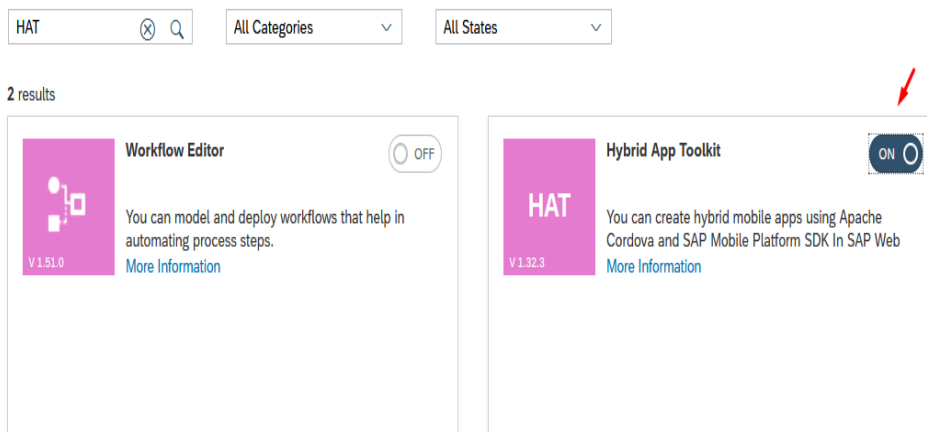 HAT
All Categories
All States
2 results
Workflow Editor
OFF
You can model and deploy workflows that help in
automating process steps.
V 1.51.0
More Information
Hybrid App Toolkit
ON
HAT
You can create hybrid mobile apps using Apache
Cordova and SAP Mobile Platform SDK In SAP Web
V 1.32.3
More Information